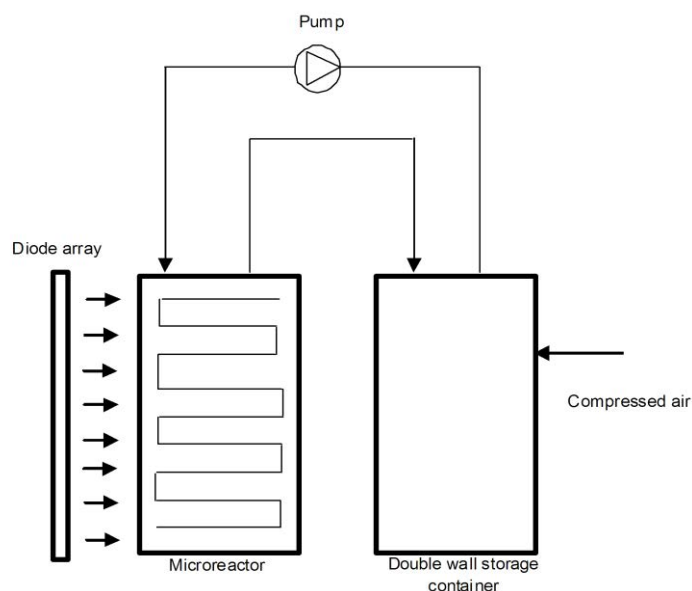 Pump
Diode array
Compressed air
Microreactor
Double wall storage
container